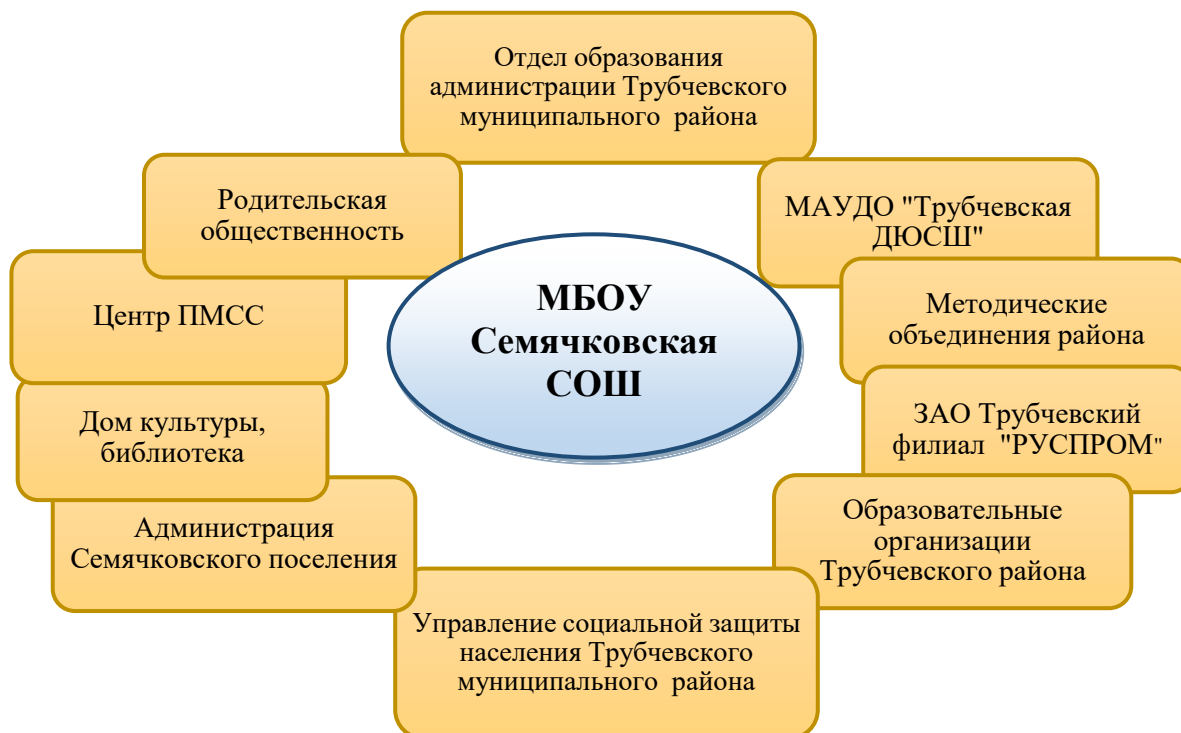 Отдел образования
администрации Трубчевского
муниципального района
Родительская
общественность
МАУДО "Трубчевская
ДЮСШ"
Центр ПМСС
МБОУ
Семячковская
СОШ
Методические
объединения района
Дом культуры,
библиотека
ЗАО Трубчевский
филиал "РУСПРОМ"
Администрация
Семячковского поселения
Образовательные
организации
Трубчевского района
Управление социальной защиты
населения Трубчевского
муниципального района